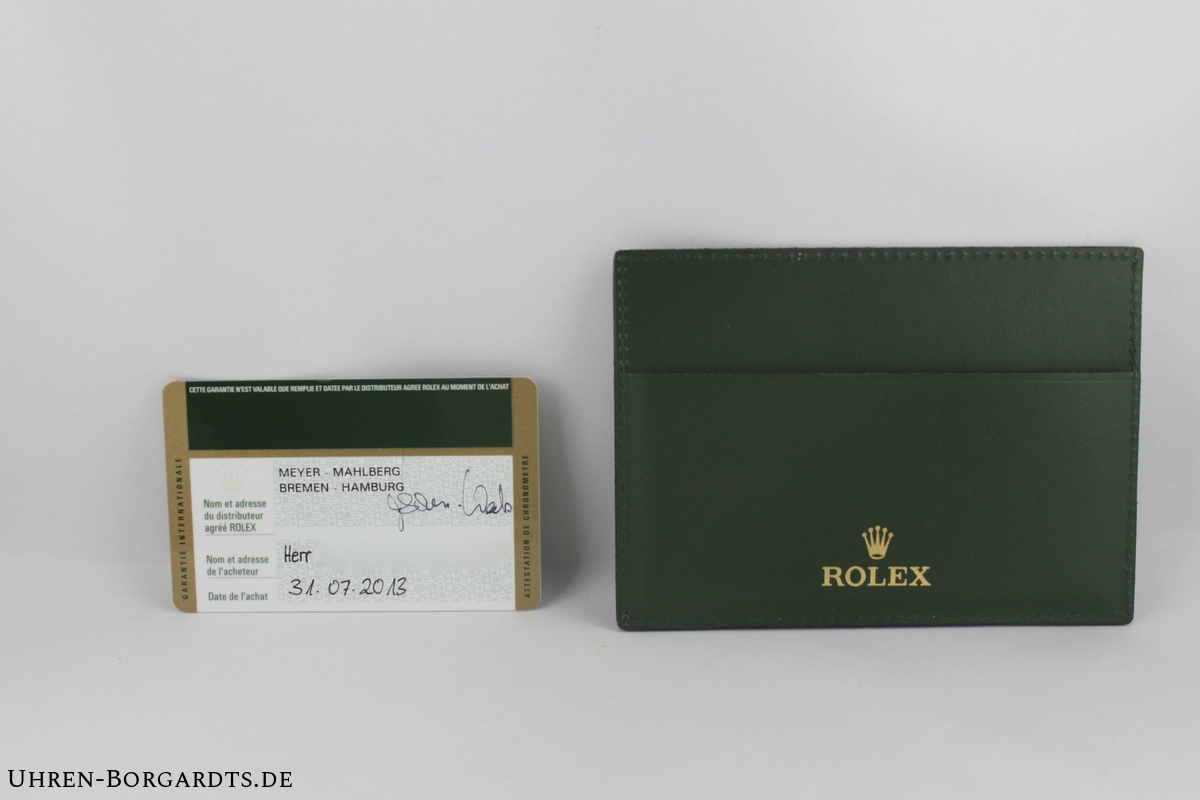 CETTE GARANTIE N'EST VALABLE QUE REMPLIE ET DATEE PAR LE DISTRIBUTEUR AGREE ROLEX AU MOMENT DE L'ACHAT
GARANTIE INTERNATIONALE
MEYER - MAHLBERG
BREMEN - HAMBURG
Nom et adresse
du distributeur
agréé ROLEX
Nom et adresse
de l'acheteur
Herr
Date de l'achat
31.07.2013
ATTESTATION DE CHRONOMETRE
ROLEX
UHREN-BORGARDTS.DE